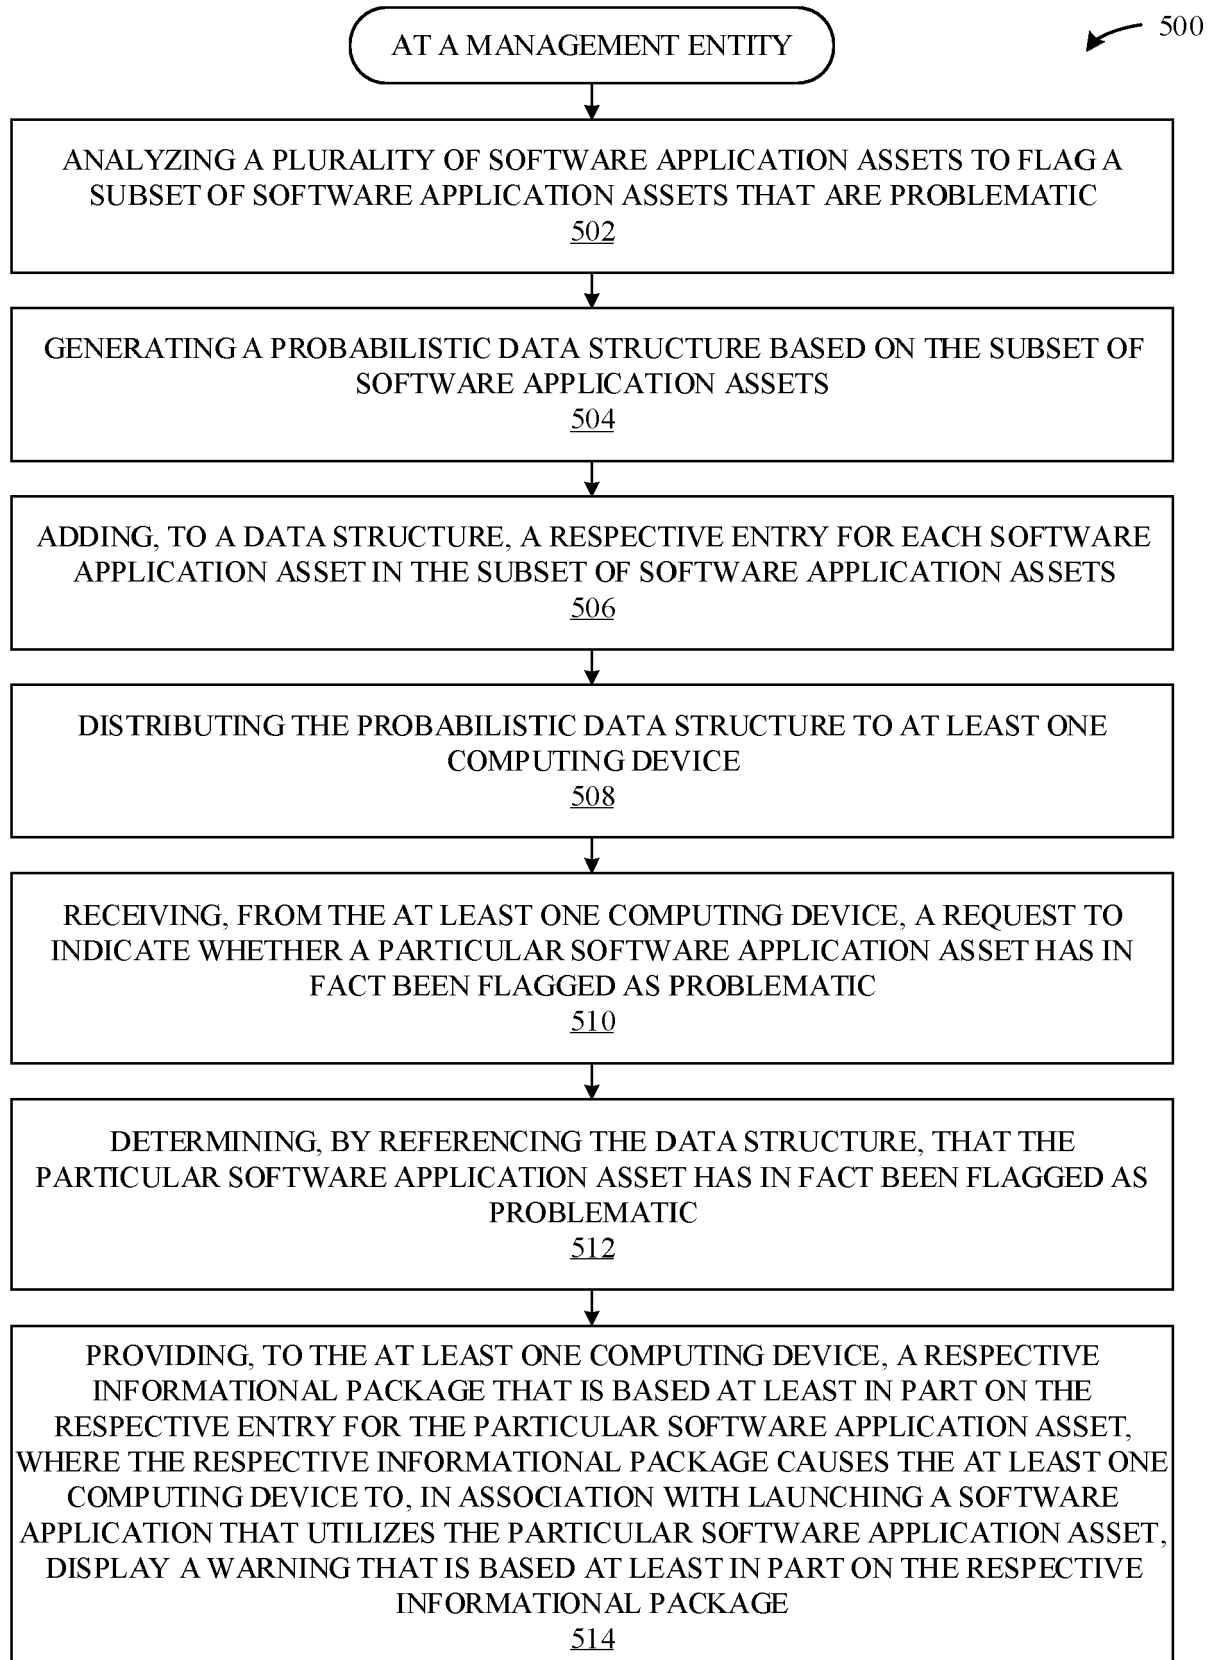 AT A MANAGEMENT ENTITY
500
ANALYZING A PLURALITY OF SOFTWARE APPLICATION ASSETS TO FLAG A
SUBSET OF SOFTWARE APPLICATION ASSETS THAT ARE PROBLEMATIC
502
GENERATING A PROBABILISTIC DATA STRUCTURE BASED ON THE SUBSET OF
SOFTWARE APPLICATION ASSETS
504
ADDING, TO A DATA STRUCTURE, A RESPECTIVE ENTRY FOR EACH SOFTWARE
APPLICATION ASSET IN THE SUBSET OF SOFTWARE APPLICATION ASSETS
506
DISTRIBUTING THE PROBABILISTIC DATA STRUCTURE TO AT LEAST ONE
COMPUTING DEVICE
508
RECEIVING, FROM THE AT LEAST ONE COMPUTING DEVICE, A REQUEST TO
INDICATE WHETHER A PARTICULAR SOFTWARE APPLICATION ASSET HAS IN
FACT BEEN FLAGGED AS PROBLEMATIC
510
DETERMINING, BY REFERENCING THE DATA STRUCTURE, THAT THE
PARTICULAR SOFTWARE APPLICATION ASSET HAS IN FACT BEEN FLAGGED AS
PROBLEMATIC
512
PROVIDING, TO THE AT LEAST ONE COMPUTING DEVICE, A RESPECTIVE
INFORMATIONAL PACKAGE THAT IS BASED AT LEAST IN PART ON THE
RESPECTIVE ENTRY FOR THE PARTICULAR SOFTWARE APPLICATION ASSET,
WHERE THE RESPECTIVE INFORMATIONAL PACKAGE CAUSES THE AT LEAST ONE
COMPUTING DEVICE TO, IN ASSOCIATION WITH LAUNCHING A SOFTWARE
APPLICATION THAT UTILIZES THE PARTICULAR SOFTWARE APPLICATION ASSET,
DISPLAY A WARNING THAT IS BASED AT LEAST IN PART ON THE RESPECTIVE
INFORMATIONAL PACKAGE
514